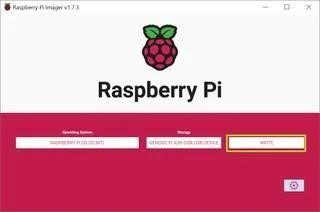 Raspberry Pi Imager v1.7.3
Raspberry Pi
Operating System
Storage
RASPBERRY PI OS (32-BIT)
GENERIC FLASH DISK USB DEVICE
WRITE